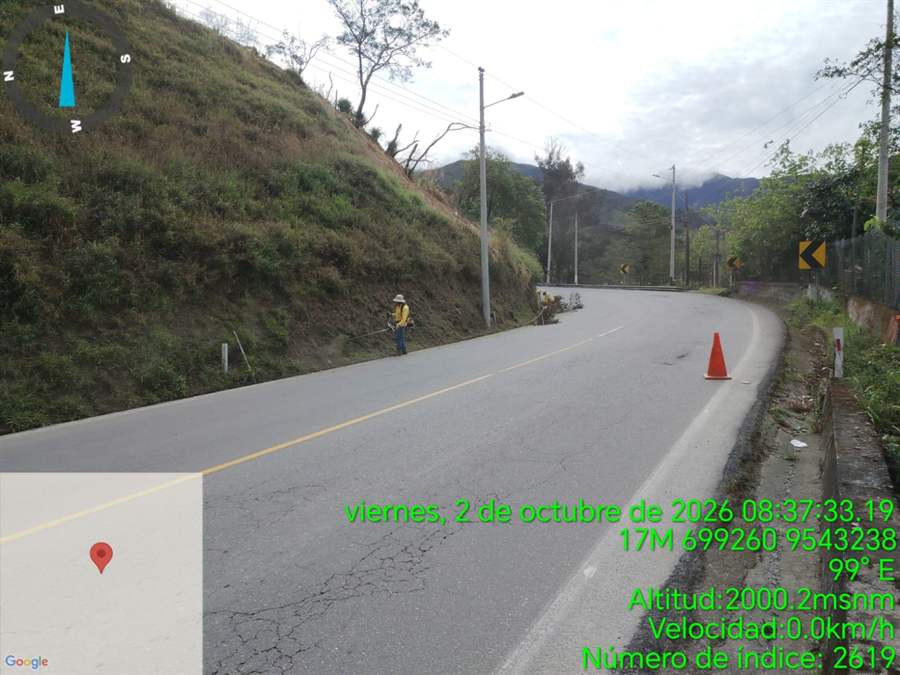 E
N
S
W
viernes, 2 de octubre de 2026 08:37:33.19
17M 699260 9543238
99° E
Altitud:2000.2msnm
Velocidad:0.0km/h
Número de índice: 2619
Google